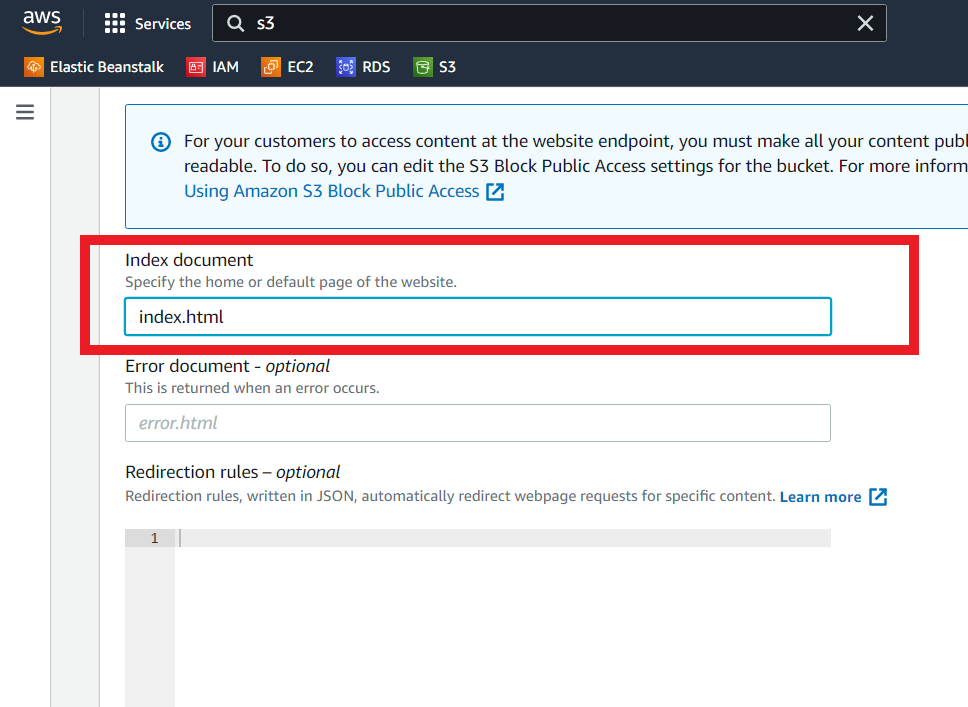 aws
Services
s3
Elastic Beanstalk IAM EC2 RDS S3
For your customers to access content at the website endpoint, you must make all your content publ
readable. To do so, you can edit the S3 Block Public Access settings for the bucket. For more inform
Using Amazon S3 Block Public Access
Index document
Specify the home or default page of the website.
index.html
Error document - optional
This is returned when an error occurs.
error.html
Redirection rules – optional
Redirection rules, written in JSON, automatically redirect webpage requests for specific content. Learn more
1